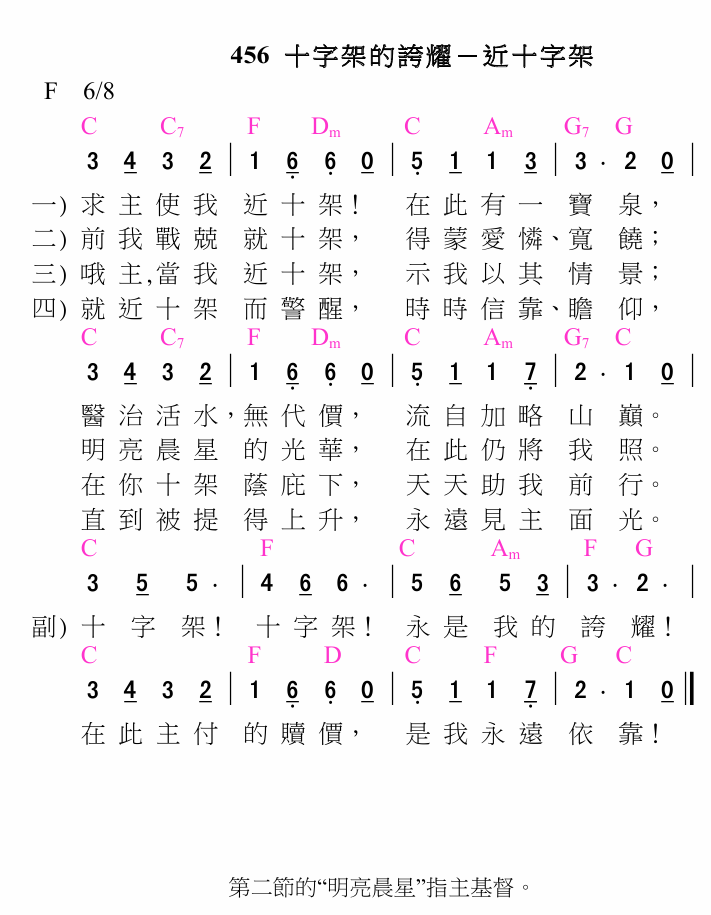 456 十字架的誇耀－近十字架
F 6/8
C C7 F Dm C Am G7 G
3 4 3 2 | 1 6 6 0 | 5 1 1 3 | 3 · 2 0 |
一) 求主使我近十架！ 在此有一寶泉，
二) 前我戰兢就十架， 得蒙愛憐、寬饒；
三) 哦主,當我近十架， 示我以其情景；
四) 就近十架而警醒， 時時信靠、瞻仰，
C C7 F Dm C Am G7 C
3 4 3 2 | 1 6 6 0 | 5 1 1 7 | 2 · 1 0 |
醫治活水，無代價， 流自加略山巔。
明亮晨星的光華， 在此仍將我照。
在你十架蔭庇下， 天天助我前行。
直到被提得上升， 永遠見主面光。
C F C Am F G
3 5 5 · | 4 6 6 · | 5 6 5 3 | 3 · 2 · |
副) 十字架！ 十字架！ 永是我的誇耀！
C F D C F G C
3 4 3 2 | 1 6 6 0 | 5 1 1 7 | 2 · 1 0 ‖
在此主付的贖價， 是我永遠依靠！
第二節的“明亮晨星”指主基督。